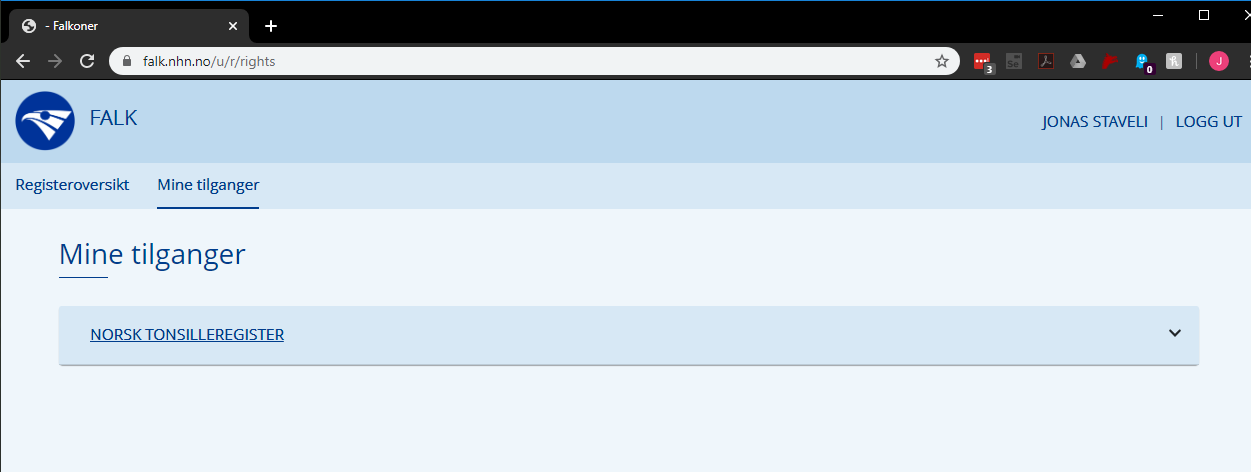 - Falkoner
falk.nhn.no/u/r/rights
3
0
J
FALK
JONAS STAVELI | LOGG UT
Registeroversikt Mine tilganger
Mine tilganger
NORSK TONSILLEREGISTER